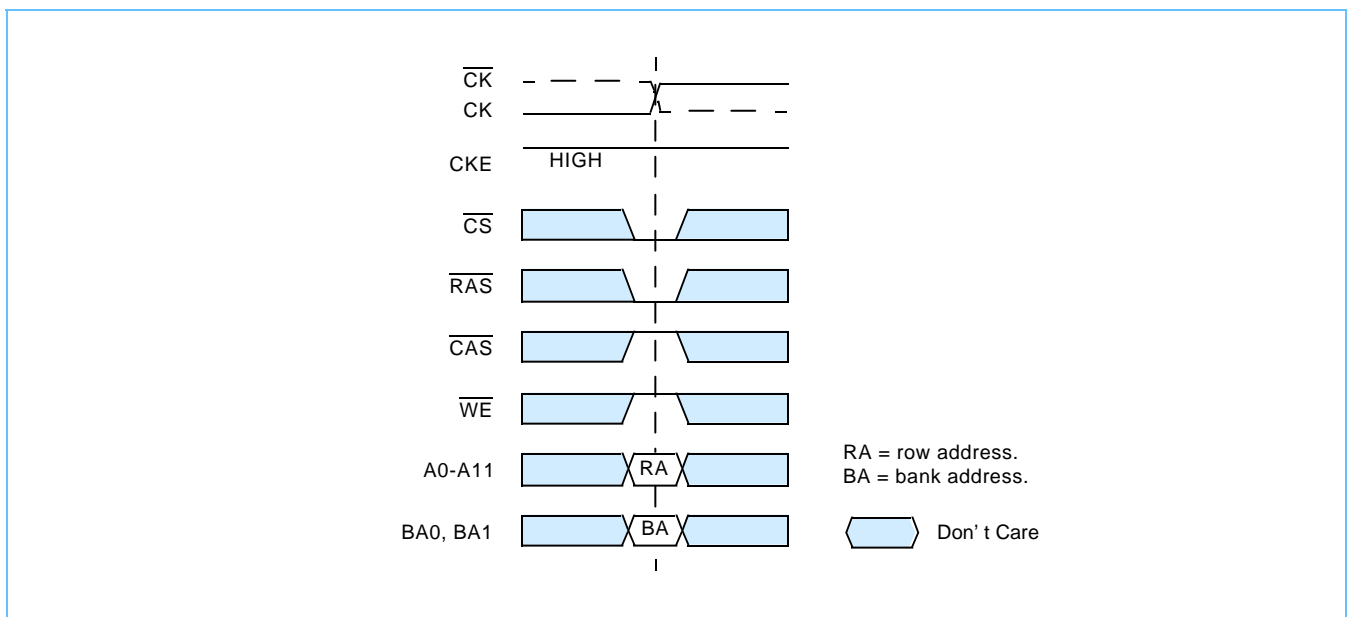 CK
CK
CKE HIGH
CS
RAS
CAS
WE
A0-A11 RA
RA = row address.
BA = bank address.
BA0, BA1 BA
Don' t Care